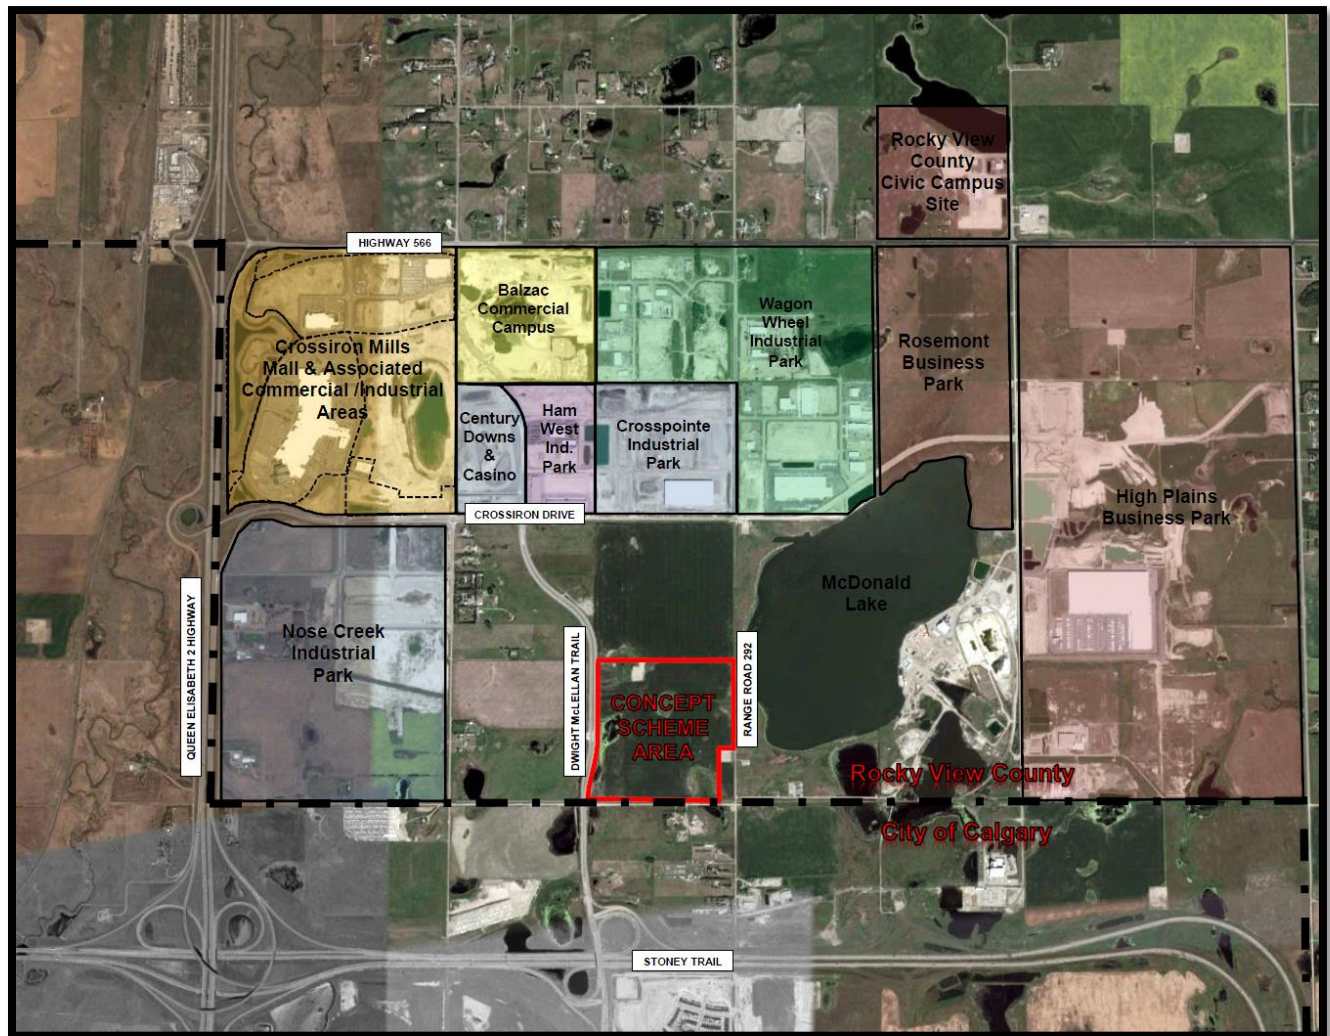 Rocky View
County
Civic Campus
Site
HIGHWAY 566
Balzac
Commercial
Campus
Wagon
Wheel
Industrial
Park
Crossiron Mills
Mall & Associated
Commercial /Industrial
Areas
Rosemont
Business
Park
Century
Downs
&
Casino
Ham
West
Ind.
Park
Crosspointe
Industrial
Park
High Plains
Business Park
CROSSIRON DRIVE
McDonald
Lake
Nose Creek
Industrial
Park
QUEEN ELISABETH 2 HIGHWAY
DWIGHT McLELLAN TRAIL
RANGE ROAD 292
CONCEPT
SCHEME
AREA
Rocky View County
City of Calgary
STONEY TRAIL